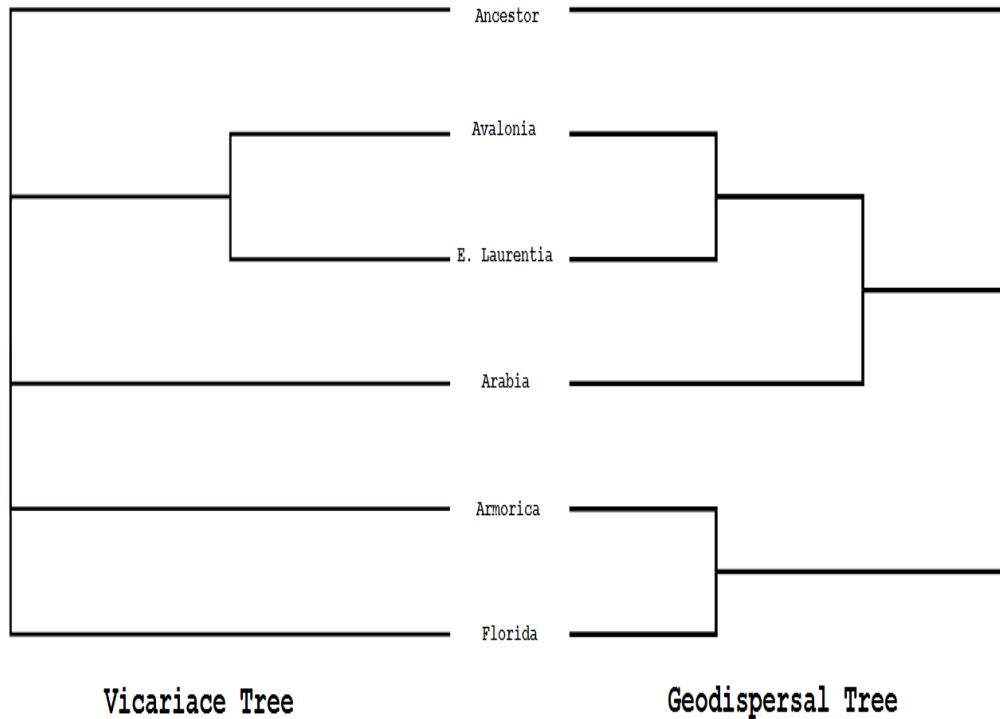 Ancestor
Avalonia
E. Laurentia
Arabia
Armorica
Florida
Vicariace Tree
Geodispersal Tree